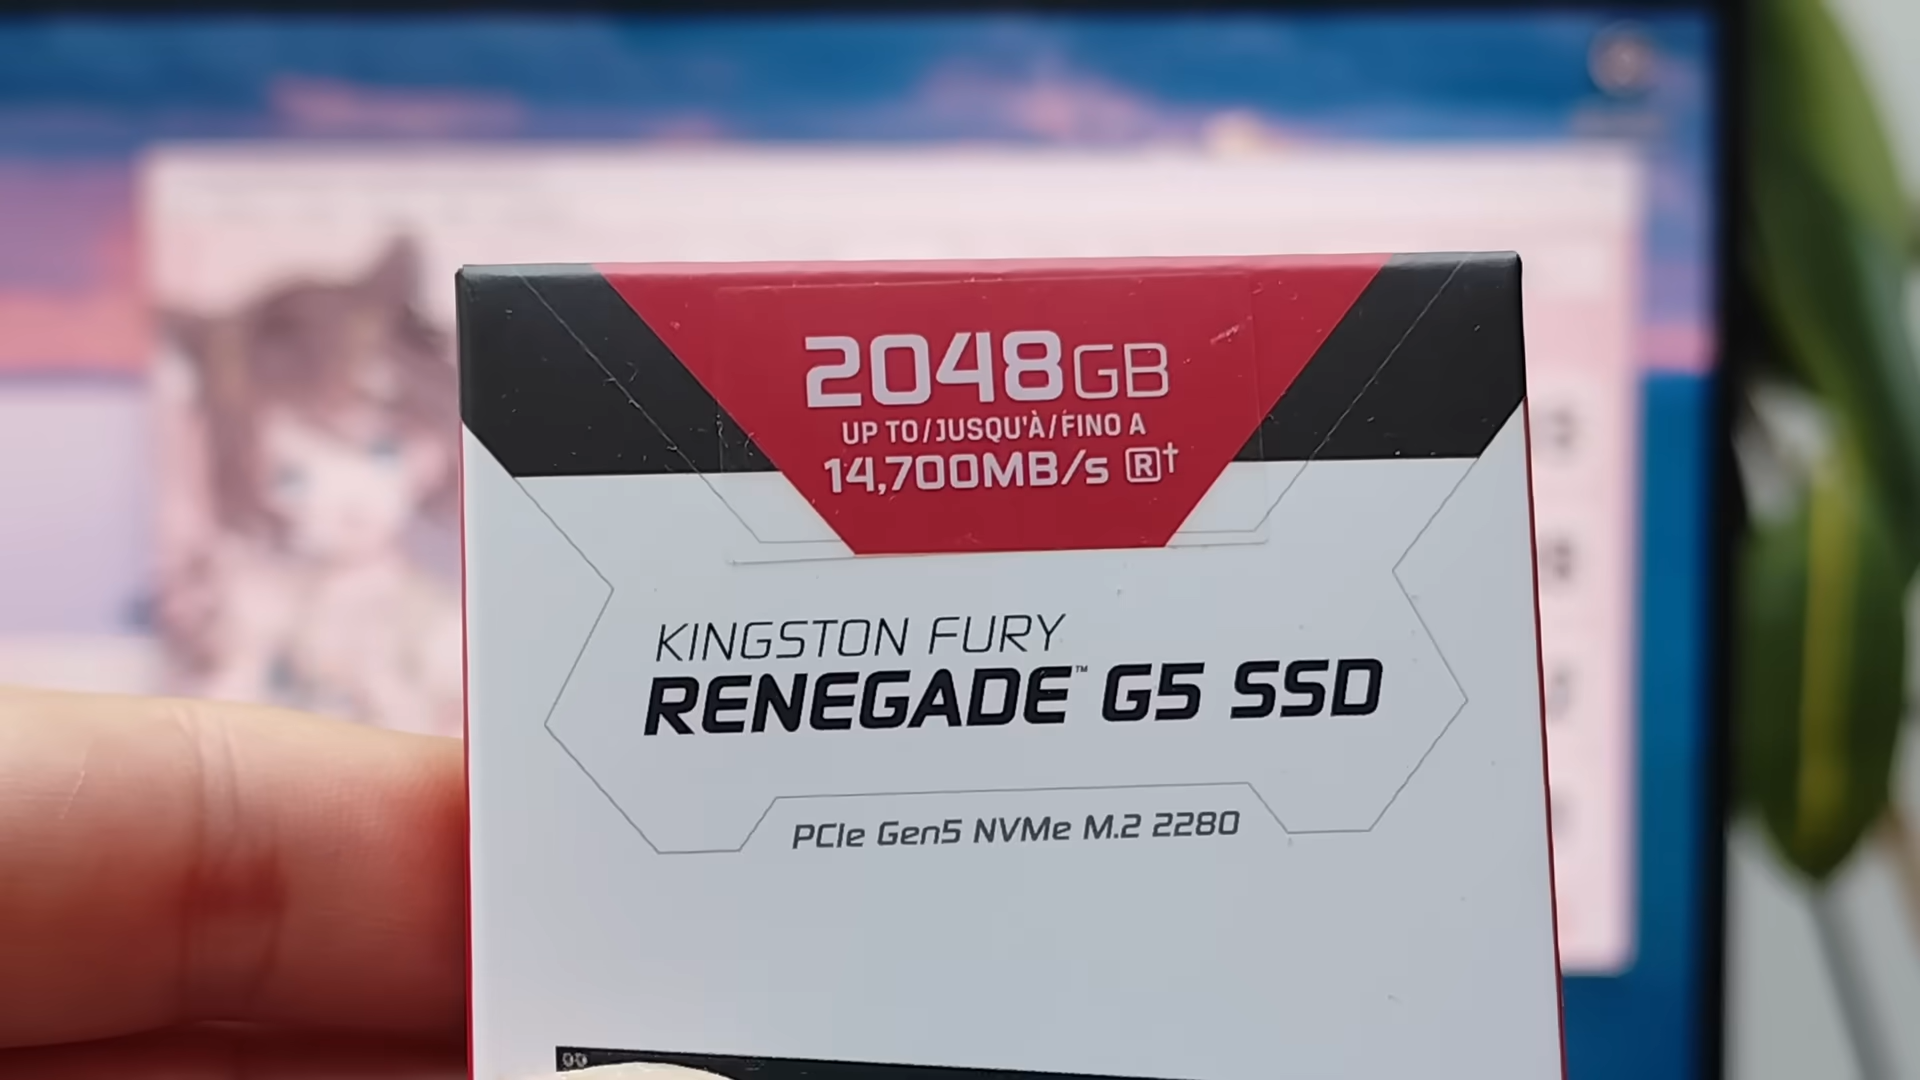 2048GB
UP TO/JUSQU'À/FINO A
14,700MB/s 🅁†
KINGSTON FURY
RENEGADE™ G5 SSD
PCIe Gen5 NVMe M.2 2280